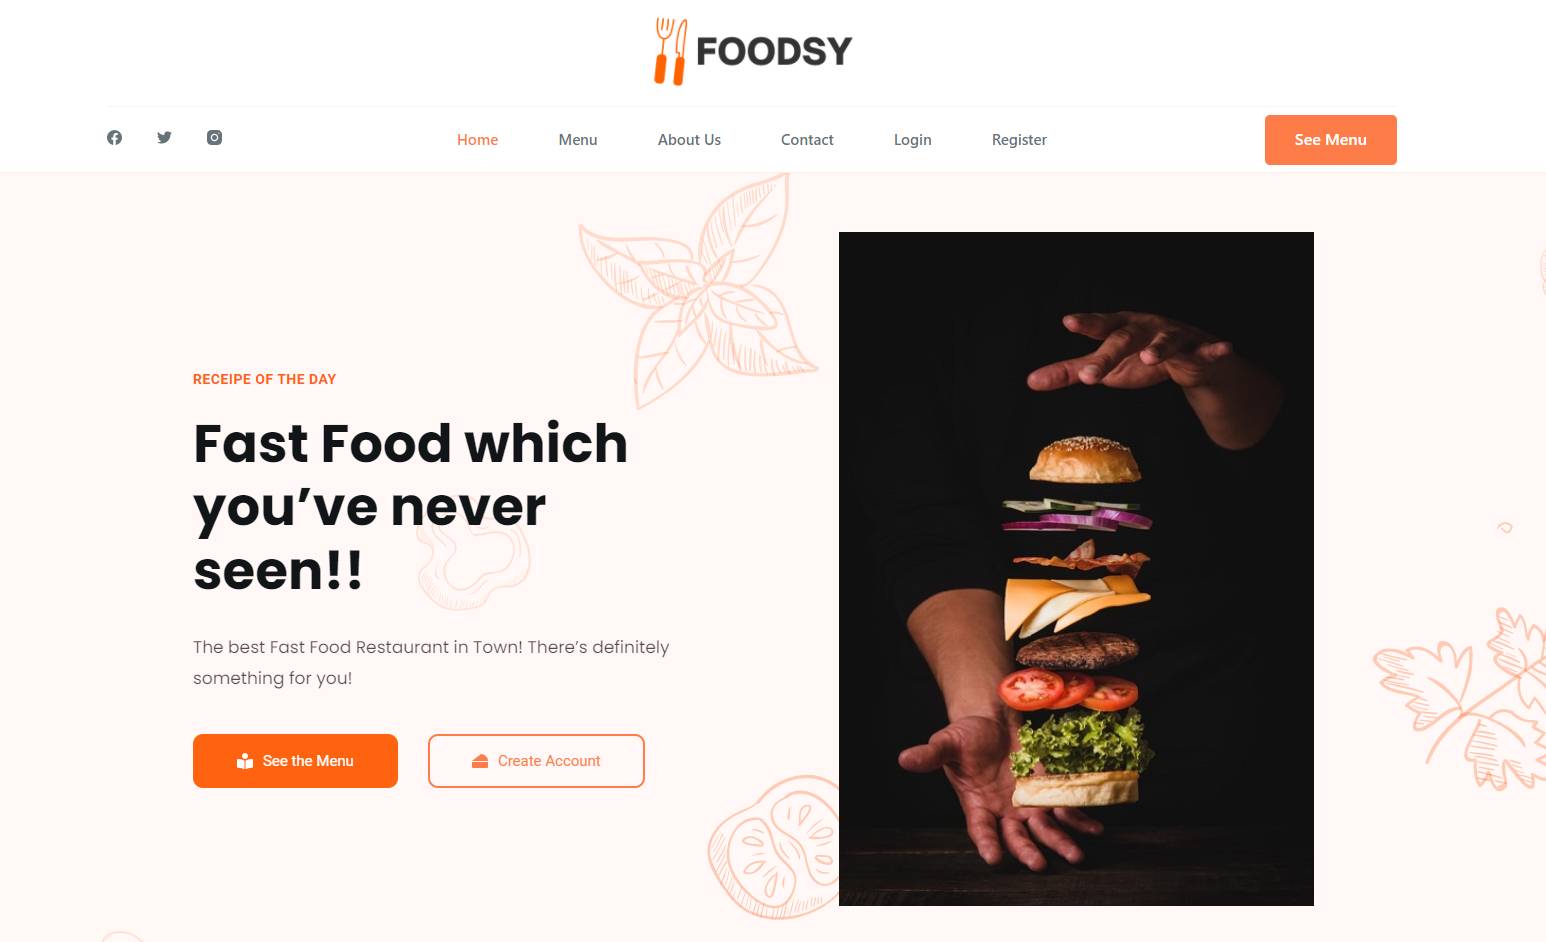 FOODSY
Home Menu About Us Contact Login Register See Menu
RECEIPE OF THE DAY
Fast Food which
you’ve never
seen!!
The best Fast Food Restaurant in Town! There’s definitely
something for you!
See the Menu Create Account